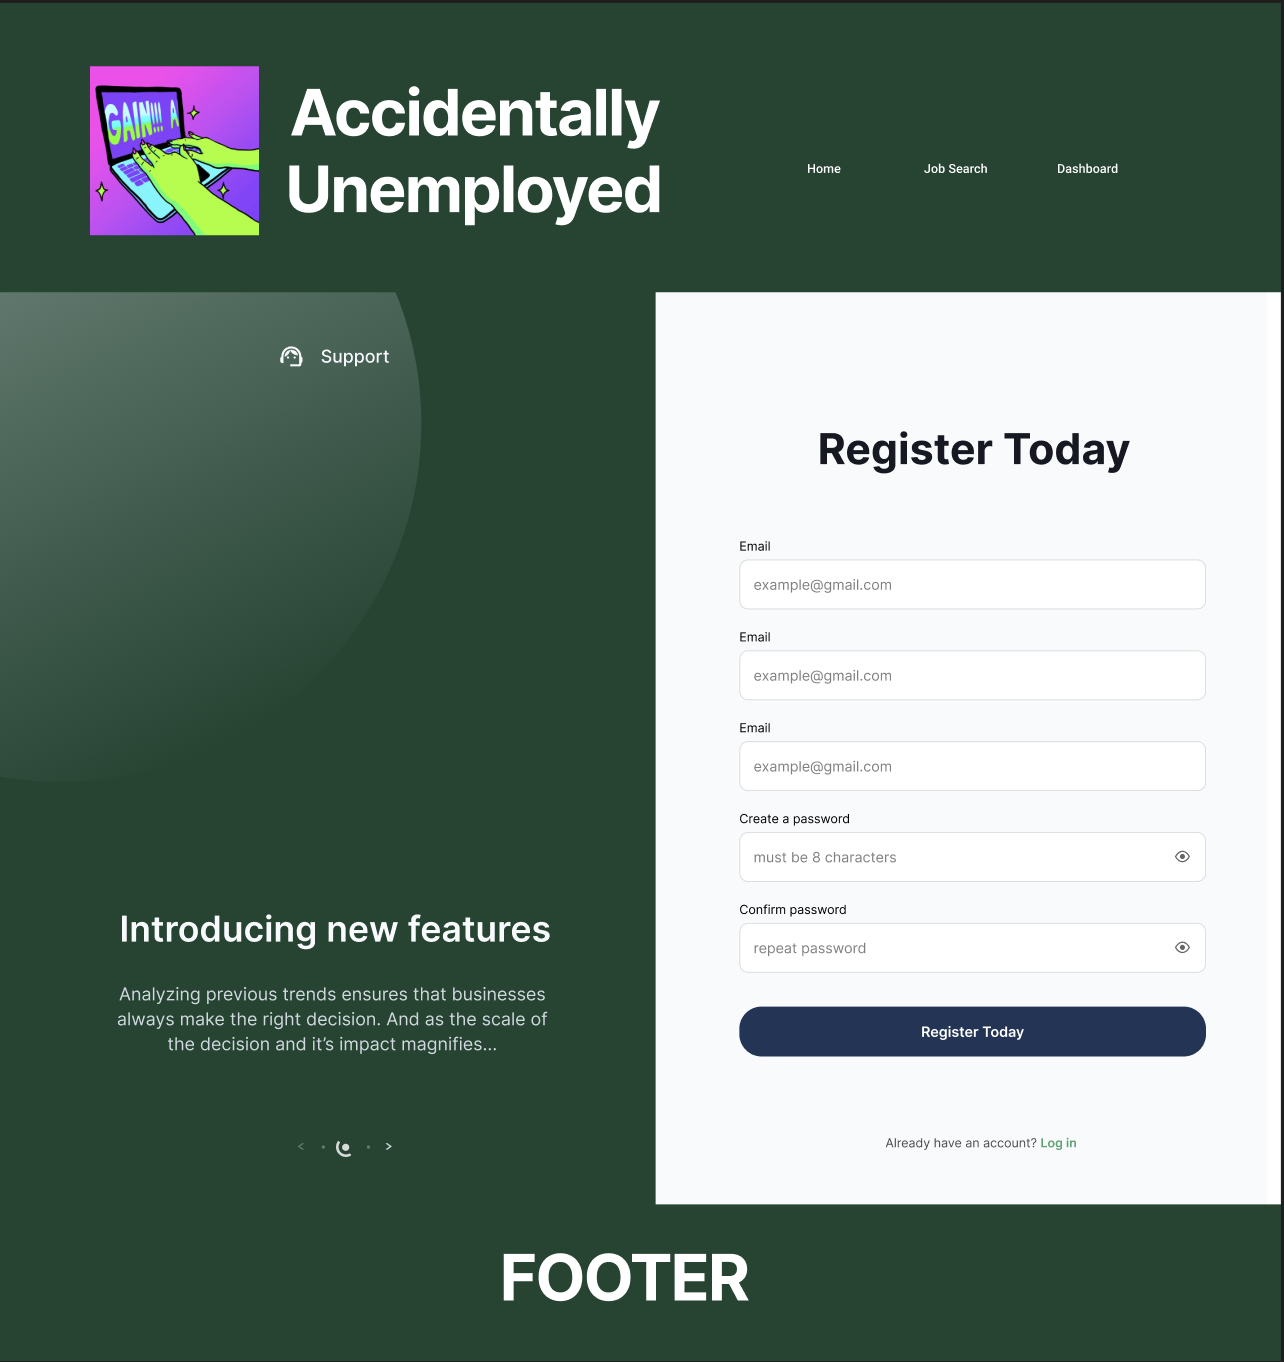 GAIN!!! A
Accidentally
Unemployed
Home
Job Search
Dashboard
Support
Introducing new features
Analyzing previous trends ensures that businesses
always make the right decision. And as the scale of
the decision and it’s impact magnifies...
< >
Register Today
Email
example@gmail.com
Email
example@gmail.com
Email
example@gmail.com
Create a password
must be 8 characters
Confirm password
repeat password
Register Today
Already have an account? Log in
FOOTER